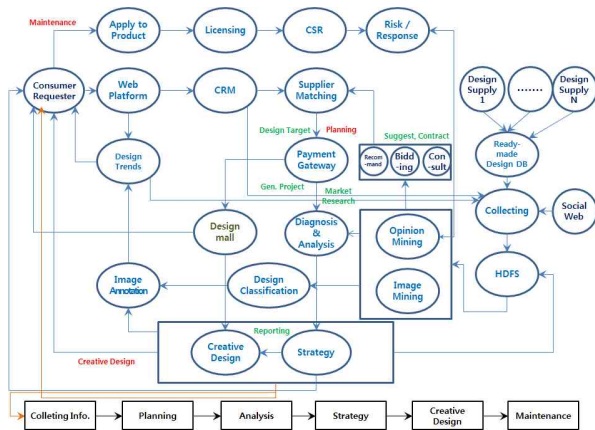 Maintenance
Apply to
Product
Licensing
CSR
Risk /
Response
Consumer
Requester
Web
Platform
CRM
Supplier
Matching
Design
Supply
1
.......
Design
Supply
N
Design Target
Planning
Suggest, Contract
Design
Trends
Payment
Gateway
Recom
-mand
Bidd
-ing
Con
-sult
Ready-
made
Design DB
Gen. Project
Market
Research
Design
mall
Diagnosis
&
Analysis
Opinion
Mining
Collecting
Social
Web
Image
Annotation
Design
Classification
Image
Mining
HDFS
Reporting
Creative
Design
Strategy
Creative Design
Colleting Info.
Planning
Analysis
Strategy
Creative
Design
Maintenance